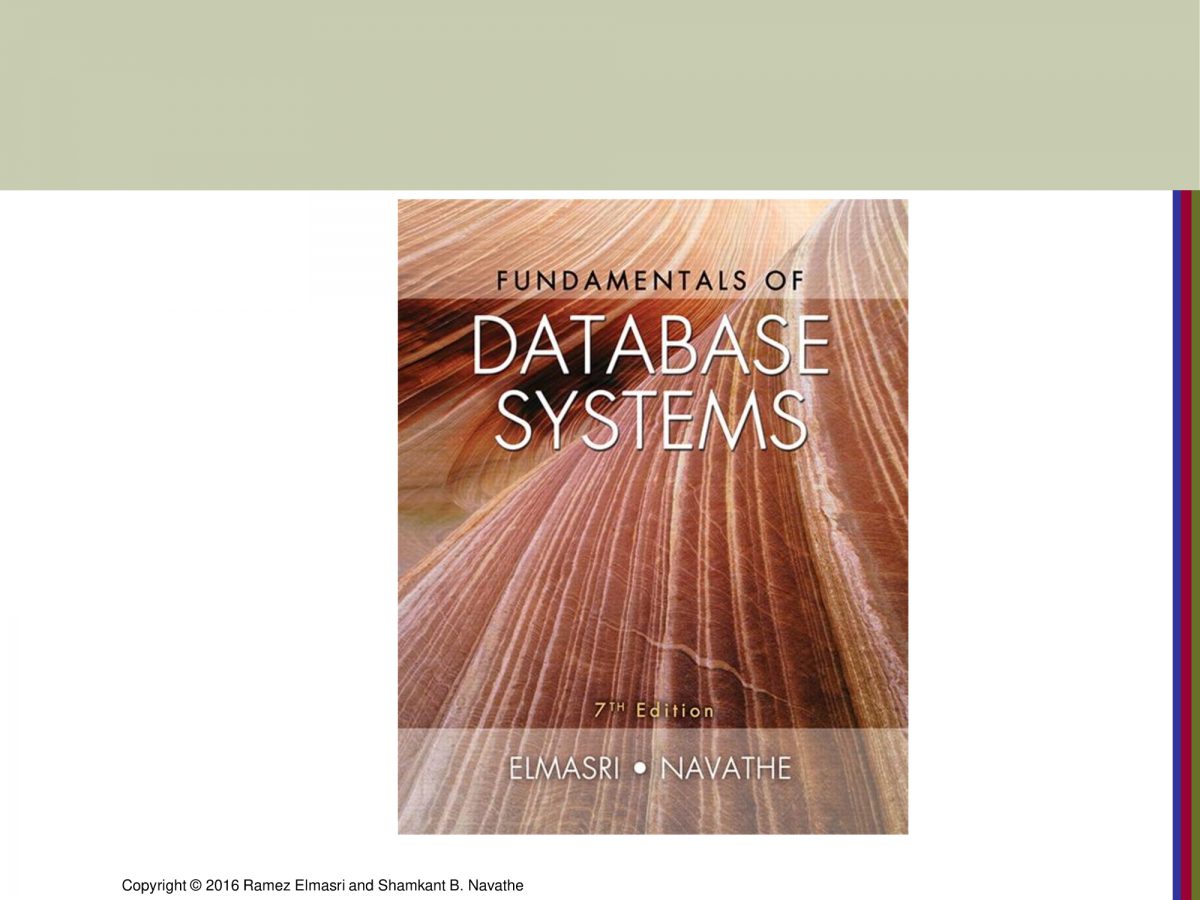 FUNDAMENTALS OF
DATABASE
SYSTEMS
7TH Edition
ELMASRI • NAVATHE
Copyright © 2016 Ramez Elmasri and Shamkant B. Navathe